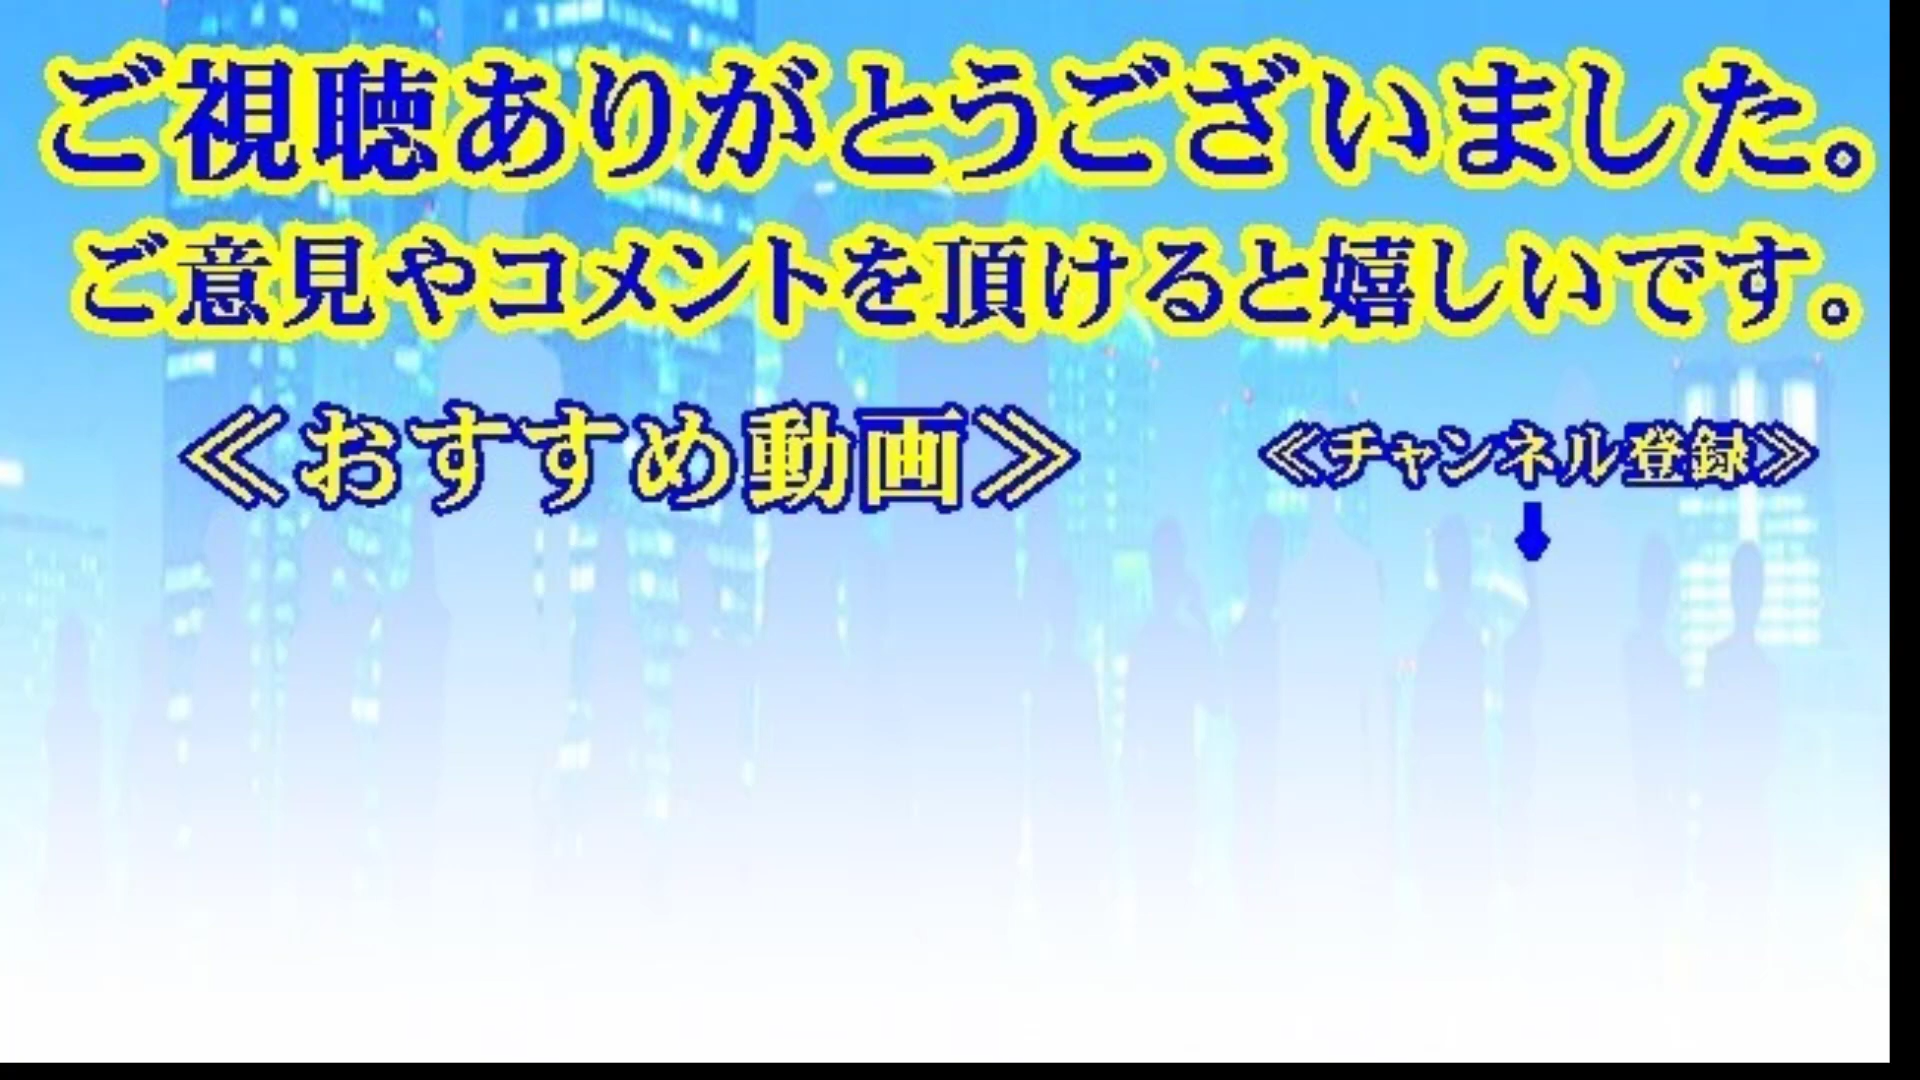 ご視聴ありがとうございました。
ご意見やコメントを頂けると嬉しいです。
≪おすすめ動画≫
≪チャンネル登録≫